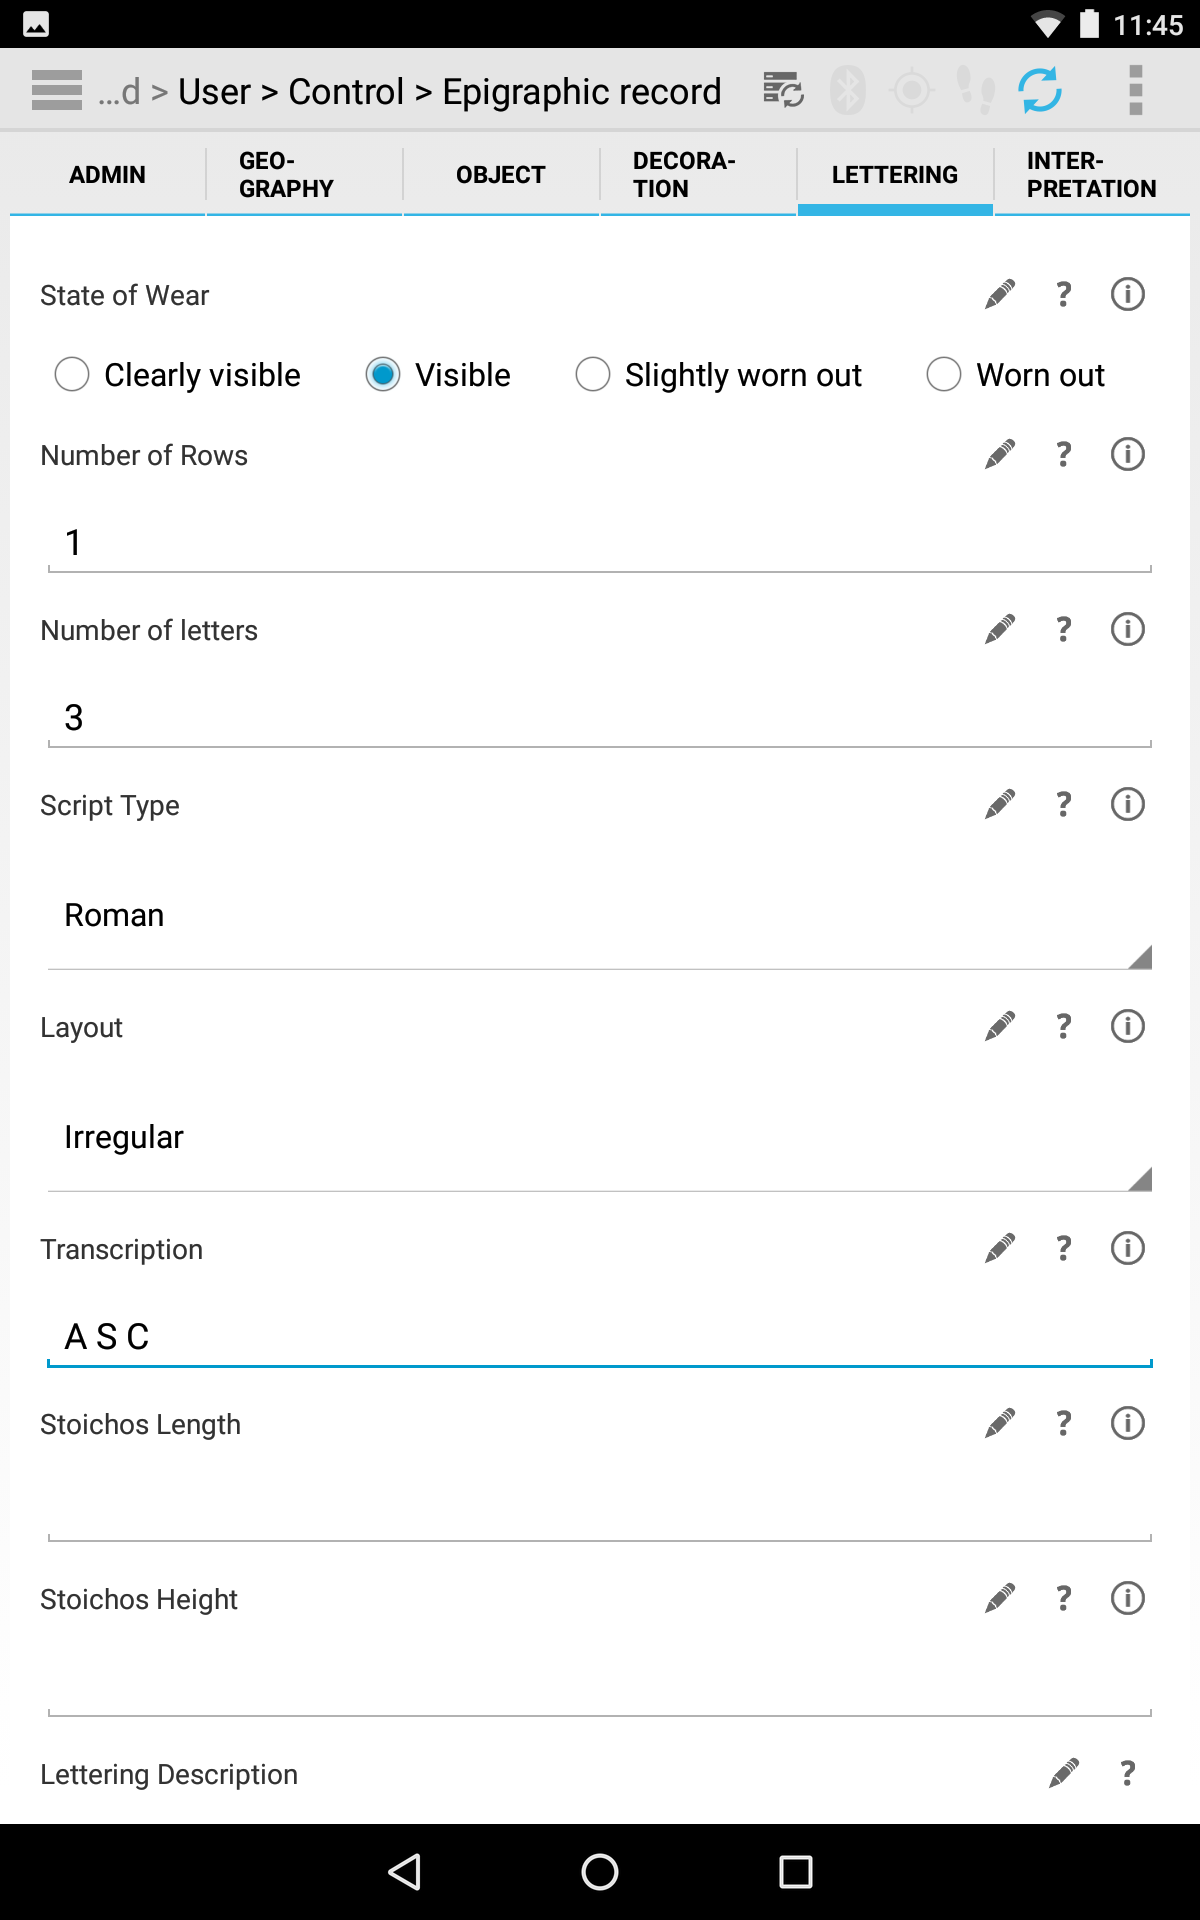 11:45
...d > User > Control > Epigraphic record
ADMIN
GEO-
GRAPHY
OBJECT
DECORA-
TION
LETTERING
INTER-
PRETATION
State of Wear ?
Clearly visible Visible Slightly worn out Worn out
Number of Rows ?
1
Number of letters ?
3
Script Type ?
Roman
Layout ?
Irregular
Transcription ?
A S C
Stoichos Length ?
Stoichos Height ?
Lettering Description ?